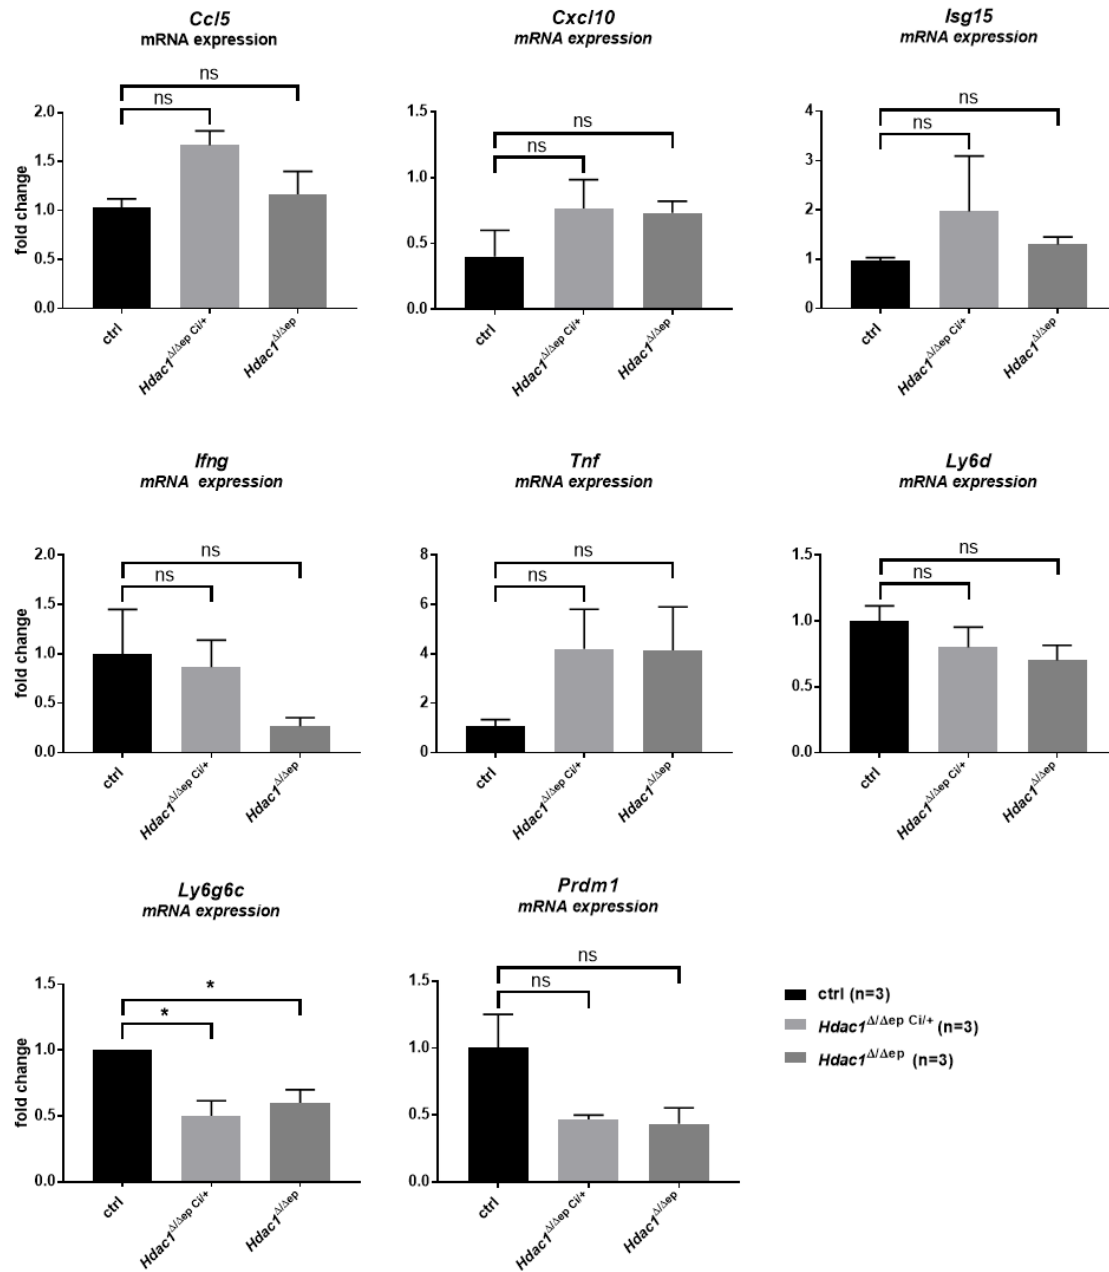 Ccl5
mRNA expression
ns
ns
fold change
2.0
1.5
1.0
0.5
0.0
ctrl
Hdac1Δ/Δep Ci/+
Hdac1Δ/Δep
Cxcl10
mRNA expression
ns
ns
1.5
1.0
0.5
0.0
ctrl
Hdac1Δ/Δep Ci/+
Hdac1Δ/Δep
Isg15
mRNA expression
ns
ns
4
3
2
1
0
ctrl
Hdac1Δ/Δep Ci/+
Hdac1Δ/Δep
Ifng
mRNA expression
ns
ns
fold change
2.0
1.5
1.0
0.5
0.0
ctrl
Hdac1Δ/Δep Ci/+
Hdac1Δ/Δep
Tnf
mRNA expression
ns
ns
8
6
4
2
0
ctrl
Hdac1Δ/Δep Ci/+
Hdac1Δ/Δep
Ly6d
mRNA expression
ns
ns
1.5
1.0
0.5
0.0
ctrl
Hdac1Δ/Δep Ci/+
Hdac1Δ/Δep
Ly6g6c
mRNA expression
*
*
fold change
1.5
1.0
0.5
0.0
ctrl
Hdac1Δ/Δep Ci/+
Hdac1Δ/Δep
Prdm1
mRNA expression
ns
ns
1.5
1.0
0.5
0.0
ctrl
Hdac1Δ/Δep Ci/+
Hdac1Δ/Δep
ctrl (n=3)
Hdac1Δ/Δep Ci/+ (n=3)
Hdac1Δ/Δep (n=3)